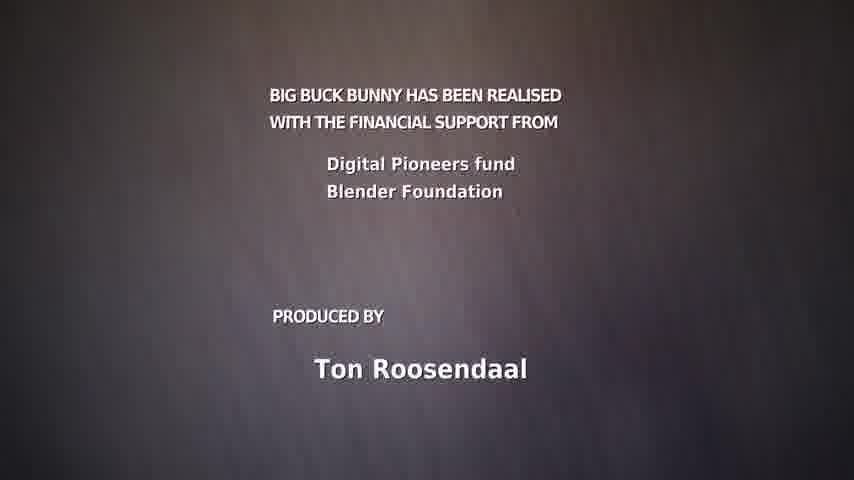 BIG BUCK BUNNY HAS BEEN REALISED
WITH THE FINANCIAL SUPPORT FROM
Digital Pioneers fund
Blender Foundation
PRODUCED BY
Ton Roosendaal